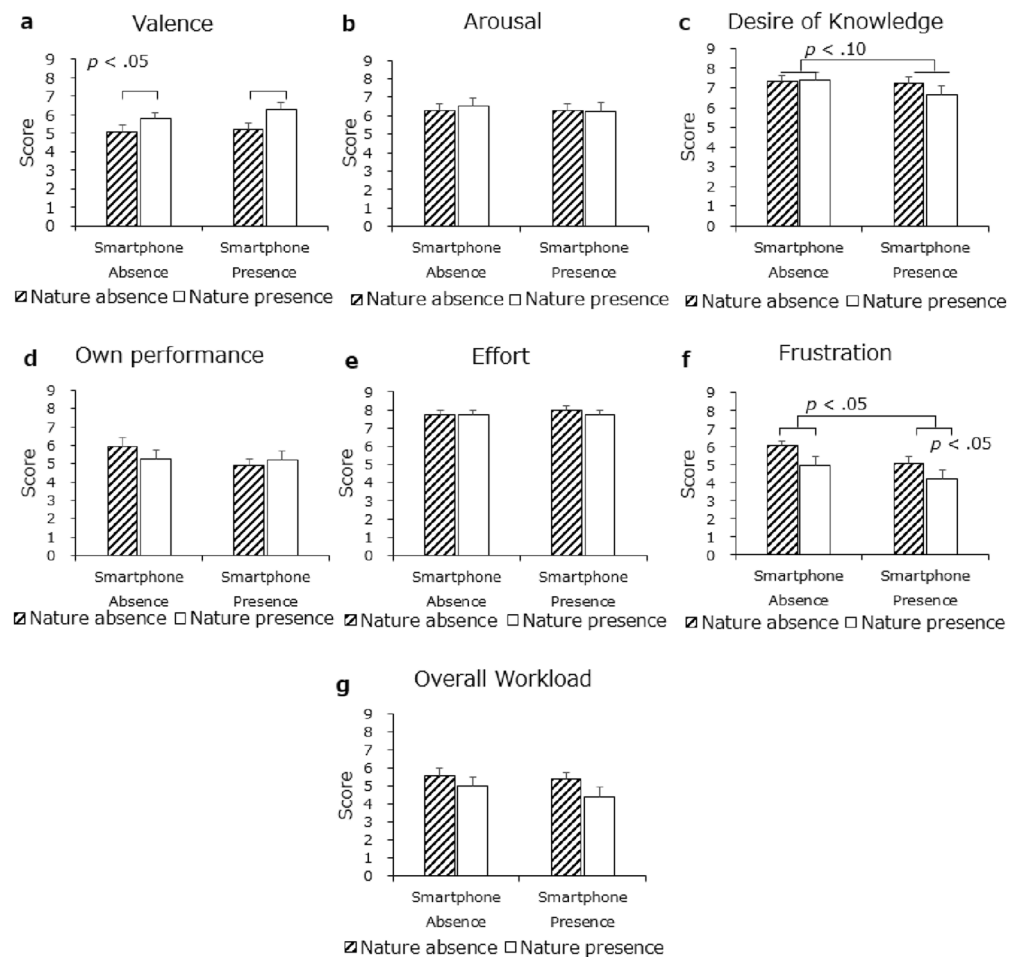 a Valence
p < .05
9
8
7
6
5
4
3
2
1
0
Score
Smartphone Absence
Smartphone Presence
Nature absence Nature presence
b Arousal
9
8
7
6
5
4
3
2
1
0
Score
Smartphone Absence
Smartphone Presence
Nature absence Nature presence
c Desire of Knowledge
p < .10
9
8
7
6
5
4
3
2
1
0
Score
Smartphone Absence
Smartphone Presence
Nature absence Nature presence
d Own performance
9
8
7
6
5
4
3
2
1
0
Score
Smartphone Absence
Smartphone Presence
Nature absence Nature presence
e Effort
9
8
7
6
5
4
3
2
1
0
Score
Smartphone Absence
Smartphone Presence
Nature absence Nature presence
f Frustration
p < .05
p < .05
9
8
7
6
5
4
3
2
1
0
Score
Smartphone Absence
Smartphone Presence
Nature absence Nature presence
g Overall Workload
9
8
7
6
5
4
3
2
1
0
Score
Smartphone Absence
Smartphone Presence
Nature absence Nature presence